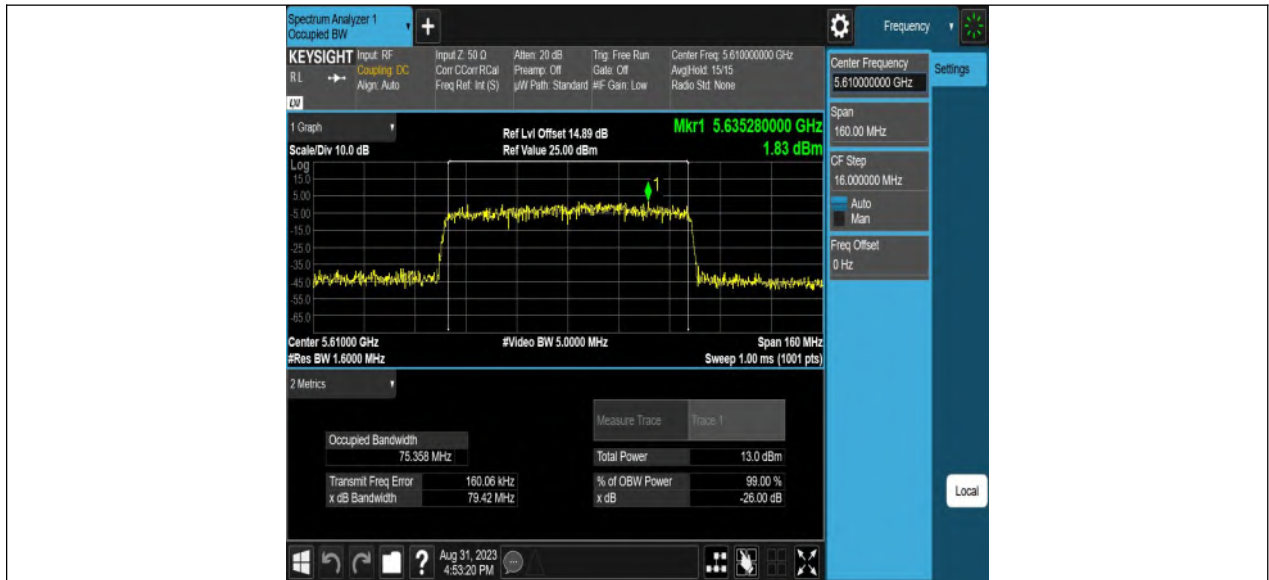 Spectrum Analyzer 1
Occupied BW
+
Frequency
KEYSIGHT Input: RF
Coupling: DC
Align: Auto
RL
LXI
Input Z: 50 Ω
Corr CCorr RCal
Freq Ref: Int (S)
Atten: 20 dB
Preamp: Off
µW Path: Standard
Trig: Free Run
Gate: Off
#IF Gain: Low
Center Freq: 5.610000000 GHz
Avg|Hold: 15/15
Radio Std: None
Center Frequency
5.610000000 GHz
Settings
Span
160.00 MHz
CF Step
16.000000 MHz
Auto
Man
Freq Offset
0 Hz
Local
1 Graph
Scale/Div 10.0 dB
Ref Lvl Offset 14.89 dB
Ref Value 25.00 dBm
Mkr1 5.635280000 GHz
1.83 dBm
Log
15.0
5.00
-5.00
-15.0
-25.0
-35.0
-45.0
-55.0
-65.0
1
Center 5.61000 GHz
#Res BW 1.6000 MHz
#Video BW 5.0000 MHz
Span 160 MHz
Sweep 1.00 ms (1001 pts)
2 Metrics
Measure Trace Trace 1
Occupied Bandwidth
75.358 MHz
Total Power 13.0 dBm
Transmit Freq Error 160.06 kHz
% of OBW Power 99.00 %
x dB Bandwidth 79.42 MHz
x dB -26.00 dB
?
Aug 31, 2023
4:53:20 PM